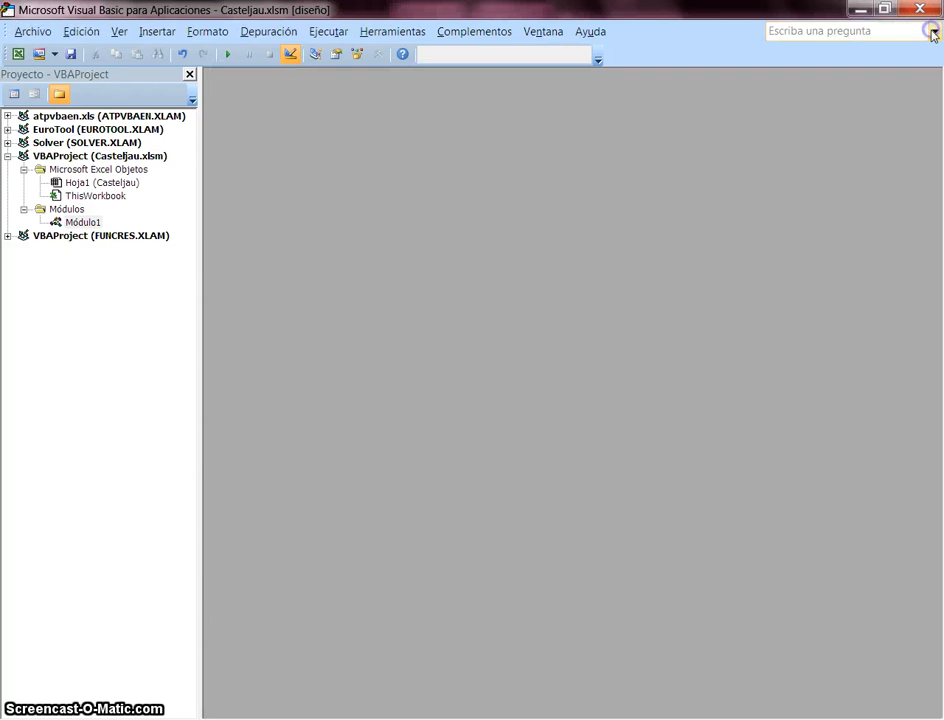 Microsoft Visual Basic para Aplicaciones - Casteljau.xlsm [diseño]
Archivo Edición Ver Insertar Formato Depuración Ejecutar Herramientas Complementos Ventana Ayuda Escriba una pregunta
Proyecto - VBAProject
atpvbaen.xls (ATPVBAEN.XLAM)
EuroTool (EUROTOOL.XLAM)
Solver (SOLVER.XLAM)
VBAProject (Casteljau.xlsm)
Microsoft Excel Objetos
Hoja1 (Casteljau)
ThisWorkbook
Módulos
Módulo1
VBAProject (FUNCRES.XLAM)
Screencast-O-Matic.com